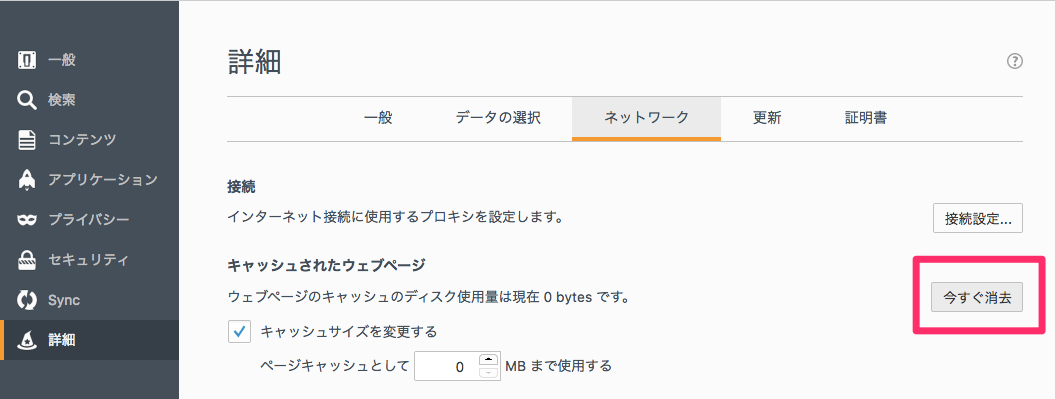 一般
検索
コンテンツ
アプリケーション
プライバシー
セキュリティ
Sync
詳細
詳細
?
一般 データの選択 ネットワーク 更新 証明書
接続
インターネット接続に使用するプロキシを設定します。
接続設定...
キャッシュされたウェブページ
ウェブページのキャッシュのディスク使用量は現在 0 bytes です。
今すぐ消去
キャッシュサイズを変更する
ページキャッシュとして 0 MB まで使用する